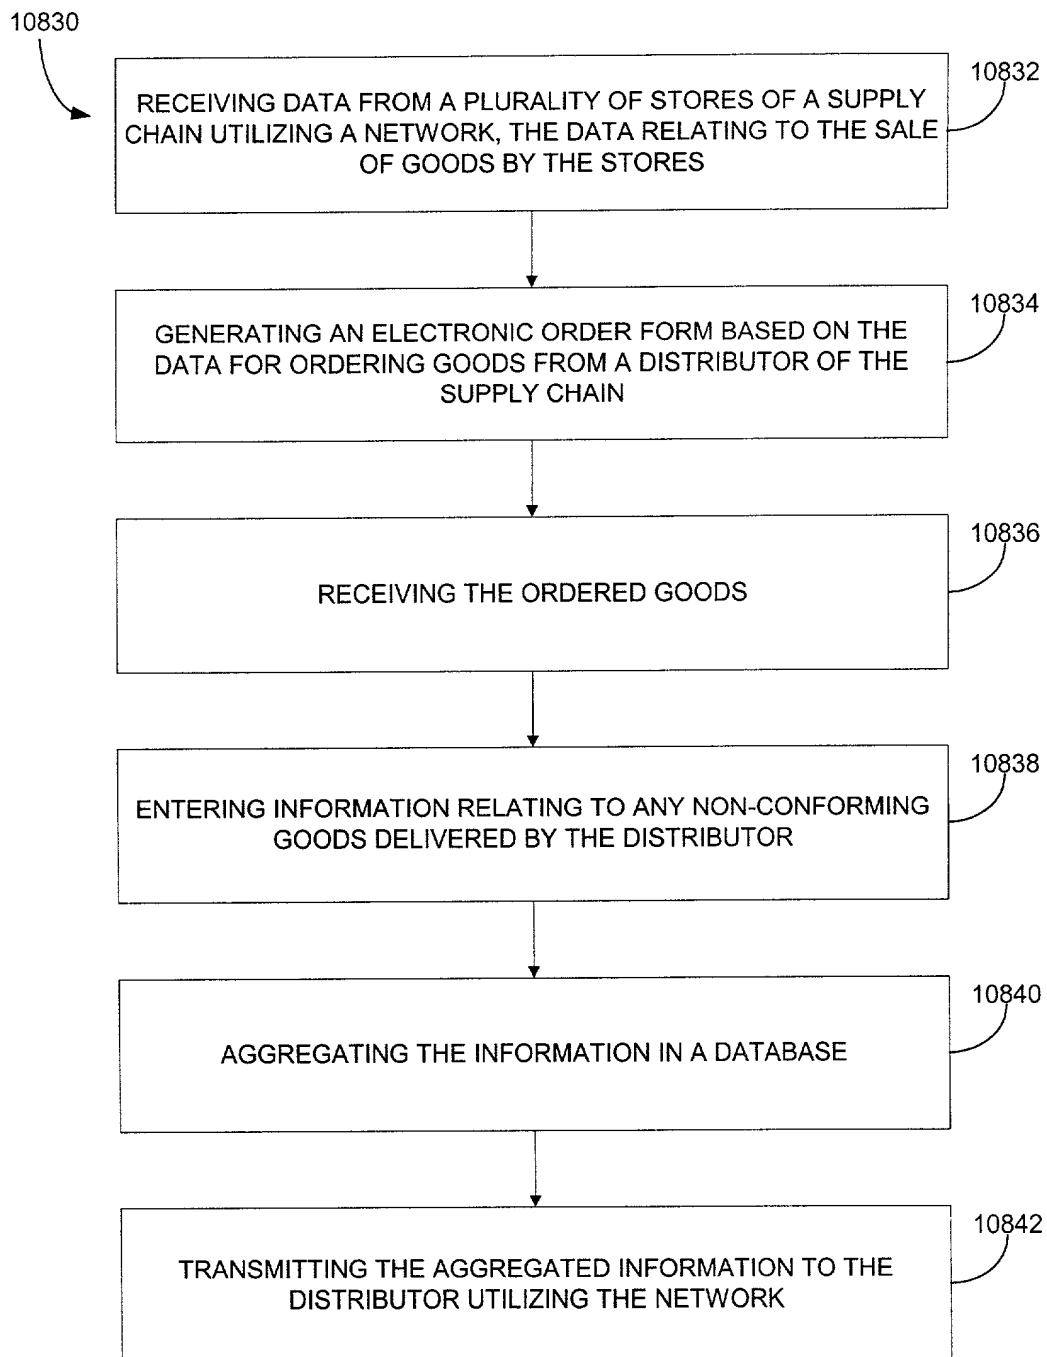 10830
10832
RECEIVING DATA FROM A PLURALITY OF STORES OF A SUPPLY
CHAIN UTILIZING A NETWORK, THE DATA RELATING TO THE SALE
OF GOODS BY THE STORES
10834
GENERATING AN ELECTRONIC ORDER FORM BASED ON THE
DATA FOR ORDERING GOODS FROM A DISTRIBUTOR OF THE
SUPPLY CHAIN
10836
RECEIVING THE ORDERED GOODS
10838
ENTERING INFORMATION RELATING TO ANY NON-CONFORMING
GOODS DELIVERED BY THE DISTRIBUTOR
10840
AGGREGATING THE INFORMATION IN A DATABASE
10842
TRANSMITTING THE AGGREGATED INFORMATION TO THE
DISTRIBUTOR UTILIZING THE NETWORK